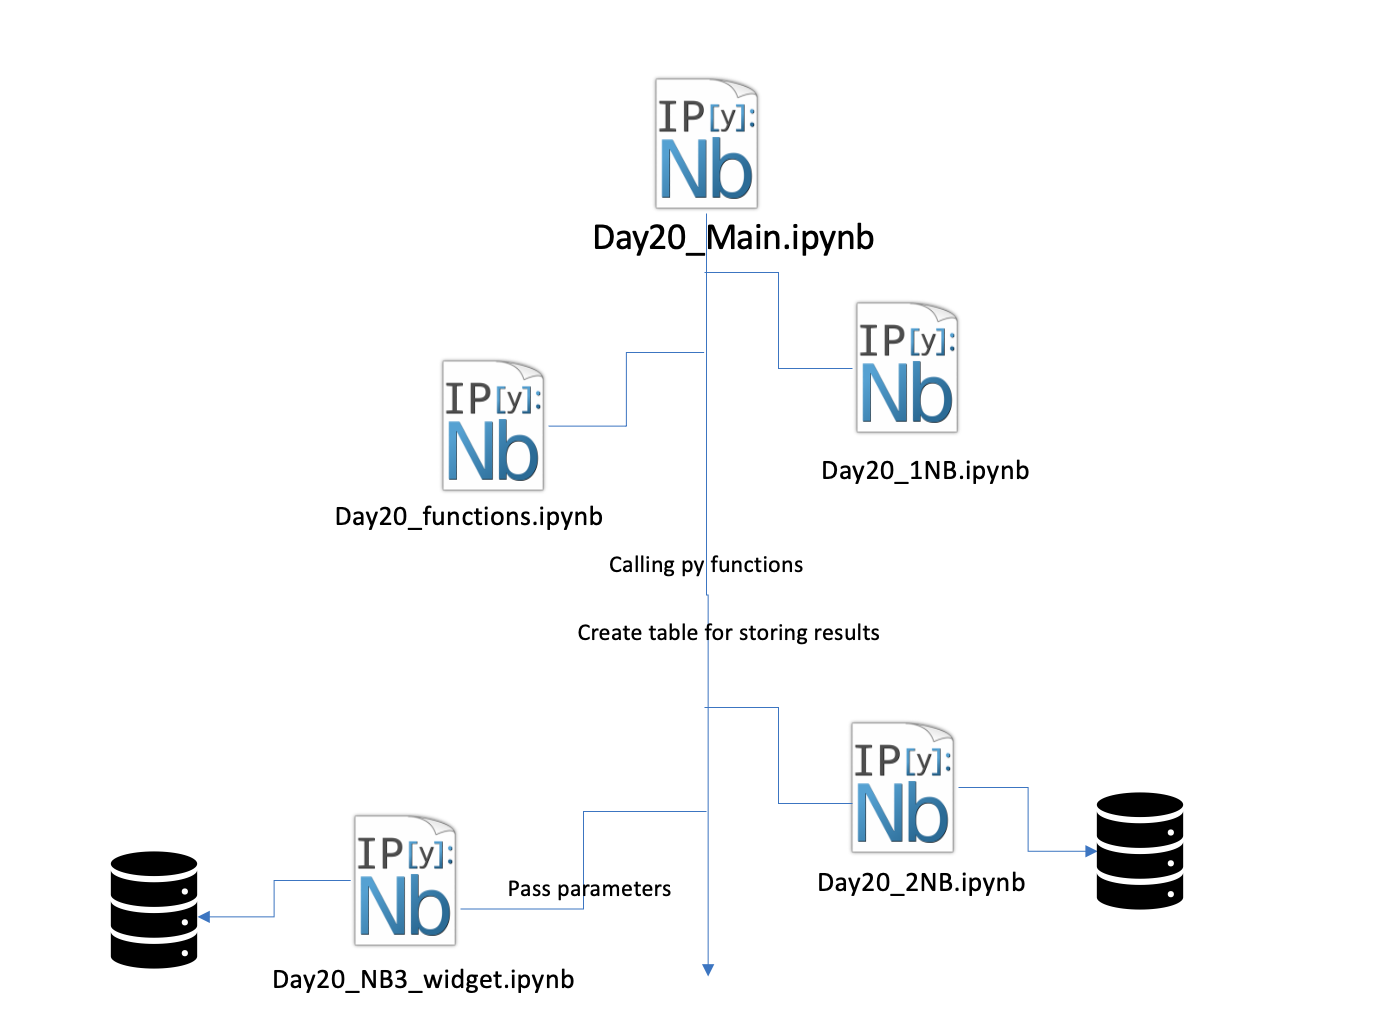 IP[y]:
Nb
Day20_Main.ipynb
IP[y]:
Nb
Day20_1NB.ipynb
IP[y]:
Nb
Day20_functions.ipynb
Calling py functions
Create table for storing results
IP[y]:
Nb
Day20_2NB.ipynb
IP[y]:
Nb
Pass parameters
Day20_NB3_widget.ipynb